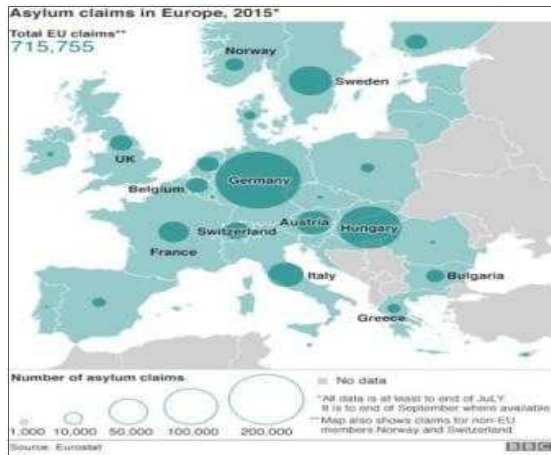 Asylum claims in Europe, 2015*
Total EU claims**
715,755
Norway
Sweden
UK
Belgium
Germany
Austria
Hungary
Switzerland
France
Italy
Bulgaria
Greece
Number of asylum claims
1,000 10,000 50,000 100,000 200,000
No data
*All data is at least to end of JuLY.
It is to end of September where available
**Map also shows claims for non-EU
members Norway and Switzerland
Source: Eurostat
BBC